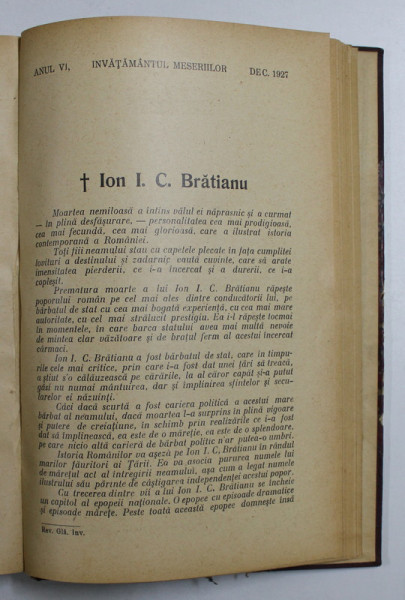 ANUL VI, INVĂȚĂMÂNTUL MESERIILOR DEC. 1927
† Ion I. C. Brătianu
Moartea nemiloasă a întins vălul ei năprasnic și a curmat
— în plină desfășurare, — personalitatea cea mai prodigioasă,
cea mai fecundă, cea mai glorioasă, care a ilustrat istoria
contemporană a României.
Toți fiii neamului stau cu capetele plecate în fața cumplitei
lovituri a destinului și zadarnic caută cuvinte, care să arate
imensitatea pierderii, ce i-a încercat și a durerii, ce i-a
copleșit.
Prematura moarte a lui Ion I. C. Brătianu răpește
poporului român pe cel mai ales dintre conducătorii lui, pe
bărbatul de stat cu cea mai bogată experiență, cu cea mai mare
autoritate, cu cel mai strălucit prestigiu. Ea i-l răpește tocmai
în momentele, în care barca statului avea mai multă nevoie
de mintea clar văzătoare și de brațul ferm al acestui încercat
cârmaci.
Ion I. C. Brătianu a fost bărbatul de stat, care în timpu-
rile cele mai critice, prin care i-a fost dat unei țări să treacă,
a știut s'o călăuzească pe cărările, la al căror capăt și-a putut
găsi nu numai mântuirea, dar și împlinirea sfintelor și secu-
larelor ei năzuinți.
Căci dacă scurtă a fost cariera politică a acestui mare
bărbat al neamului, dacă moartea l-a surprins în plină vigoare
și putere de creiațiune, în schimb prin realizările ce i-a fost
dat să împlinească, ea este de o măreție, ea este de o splendoare,
pe care nicio altă carieră de bărbat politic n'ar putea-o umbri.
Istoria Românilor va așeză pe Ion I. C. Brătianu în rândul
marilor făuritori ai Țării. Ea va asocia pururea numele lui
de mărețul act al întregirii neamului, așa cum a legat numele
ilustrului său părinte de câștigarea independenței acestui popor.
Cu trecerea dintre vii a lui Ion I. C. Brătianu se încheie
un capitol al epopeii naționale. O epopee cu episoade dramatice
și episoade mărețe. Peste toată această epopee domnește însă
Rev. Glă. Inv.